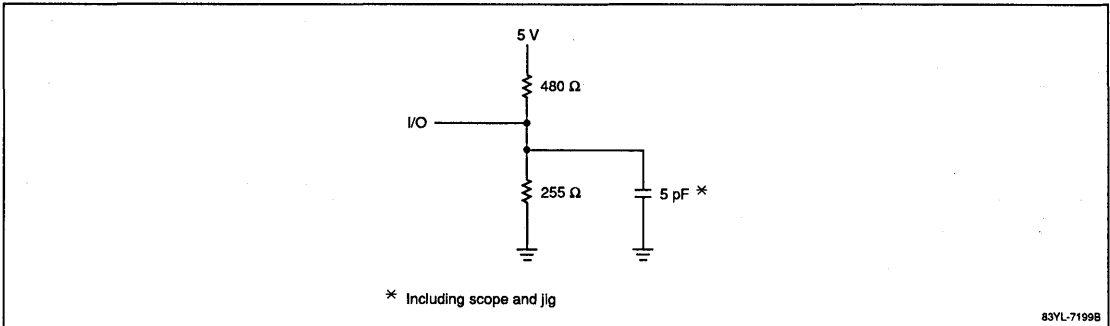 5 V
480 Ω
I/O
255 Ω
5 pF *
* Including scope and jig
83YL-7199B